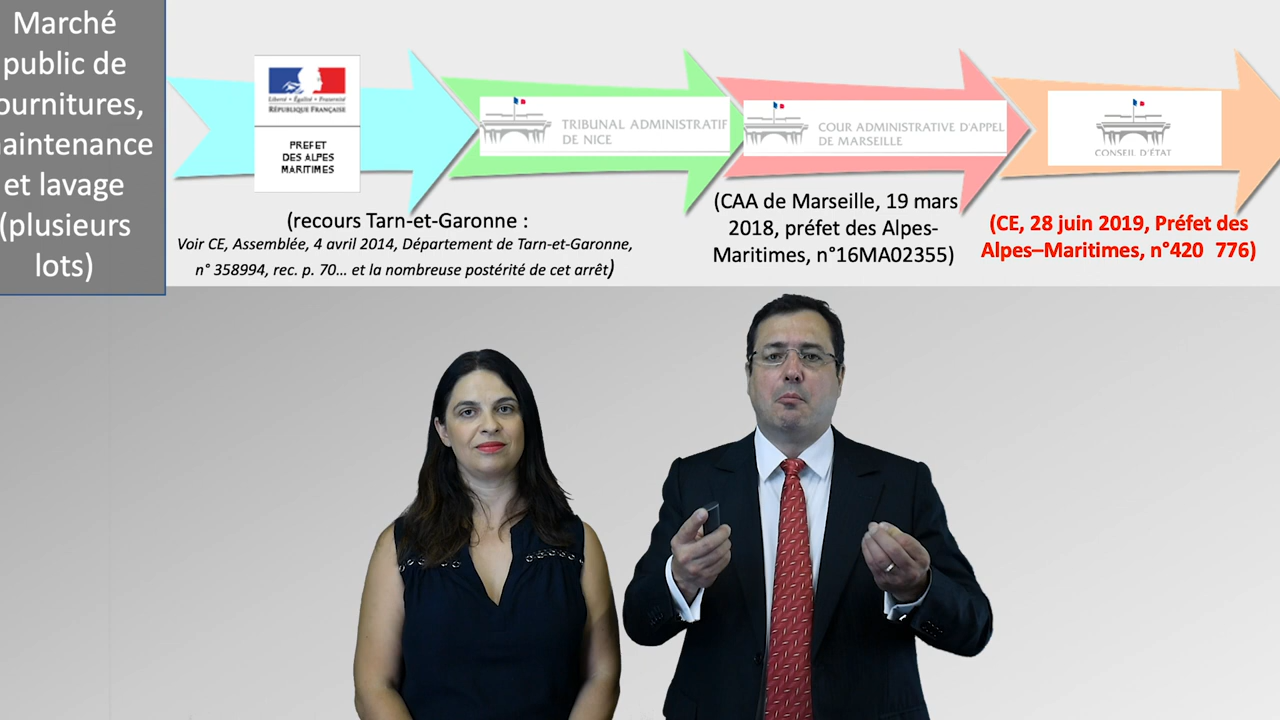 Marché
public de
ournitures,
aintenance
et lavage
(plusieurs
lots)
Liberté • Égalité • Fraternité
RÉPUBLIQUE FRANÇAISE
PREFET
DES ALPES
MARITIMES
(recours Tarn-et-Garonne :
Voir CE, Assemblée, 4 avril 2014, Département de Tarn-et-Garonne,
n° 358994, rec. p. 70… et la nombreuse postérité de cet arrêt)
TRIBUNAL ADMINISTRATIF
DE NICE
COUR ADMINISTRATIVE D'APPEL
DE MARSEILLE
(CAA de Marseille, 19 mars
2018, préfet des Alpes-
Maritimes, n°16MA02355)
CONSEIL D'ÉTAT
(CE, 28 juin 2019, Préfet des
Alpes–Maritimes, n°420 776)